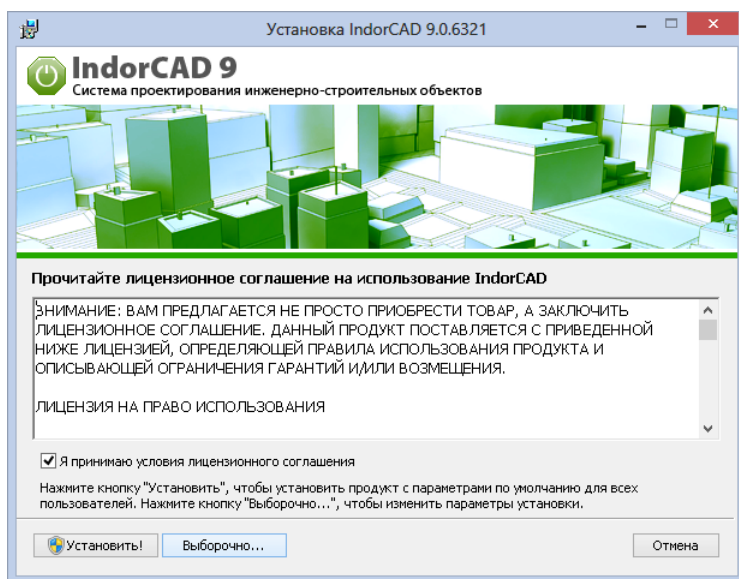 Установка IndorCAD 9.0.6321
IndorCAD 9
Система проектирования инженерно-строительных объектов
Прочитайте лицензионное соглашение на использование IndorCAD
ВНИМАНИЕ: ВАМ ПРЕДЛАГАЕТСЯ НЕ ПРОСТО ПРИОБРЕСТИ ТОВАР, А ЗАКЛЮЧИТЬ
ЛИЦЕНЗИОННОЕ СОГЛАШЕНИЕ. ДАННЫЙ ПРОДУКТ ПОСТАВЛЯЕТСЯ С ПРИВЕДЕННОЙ
НИЖЕ ЛИЦЕНЗИЕЙ, ОПРЕДЕЛЯЮЩЕЙ ПРАВИЛА ИСПОЛЬЗОВАНИЯ ПРОДУКТА И
ОПИСЫВАЮЩЕЙ ОГРАНИЧЕНИЯ ГАРАНТИЙ И/ИЛИ ВОЗМЕЩЕНИЯ.
ЛИЦЕНЗИЯ НА ПРАВО ИСПОЛЬЗОВАНИЯ
Я принимаю условия лицензионного соглашения
Нажмите кнопку "Установить", чтобы установить продукт с параметрами по умолчанию для всех
пользователей. Нажмите кнопку "Выборочно...", чтобы изменить параметры установки.
Установить!
Выборочно...
Отмена